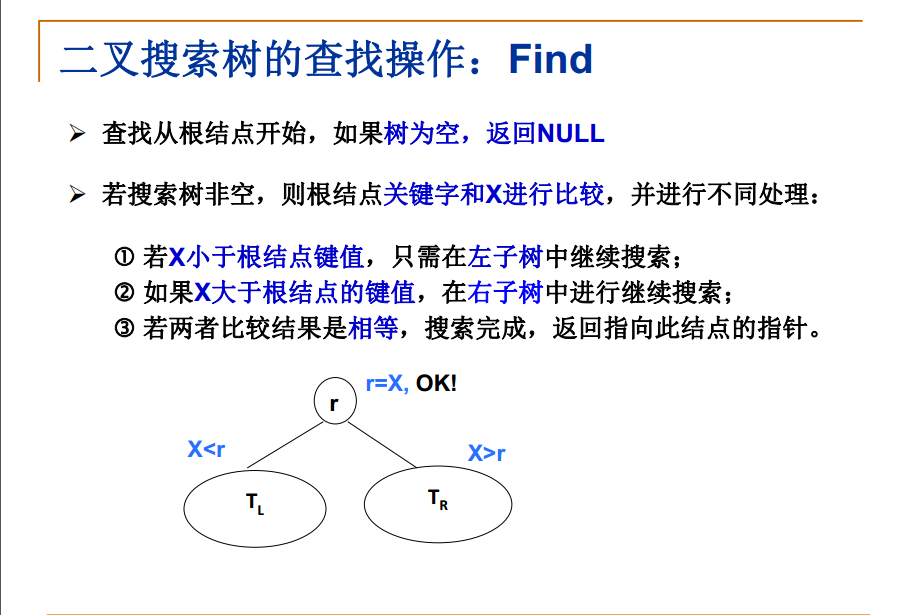 二叉搜索树的查找操作：Find
➢ 查找从根结点开始，如果树为空，返回NULL
➢ 若搜索树非空，则根结点关键字和X进行比较，并进行不同处理：
① 若X小于根结点键值，只需在左子树中继续搜索；
② 如果X大于根结点的键值，在右子树中进行继续搜索；
③ 若两者比较结果是相等，搜索完成，返回指向此结点的指针。
r=X, OK!
r
X<r
X>r
TL
TR